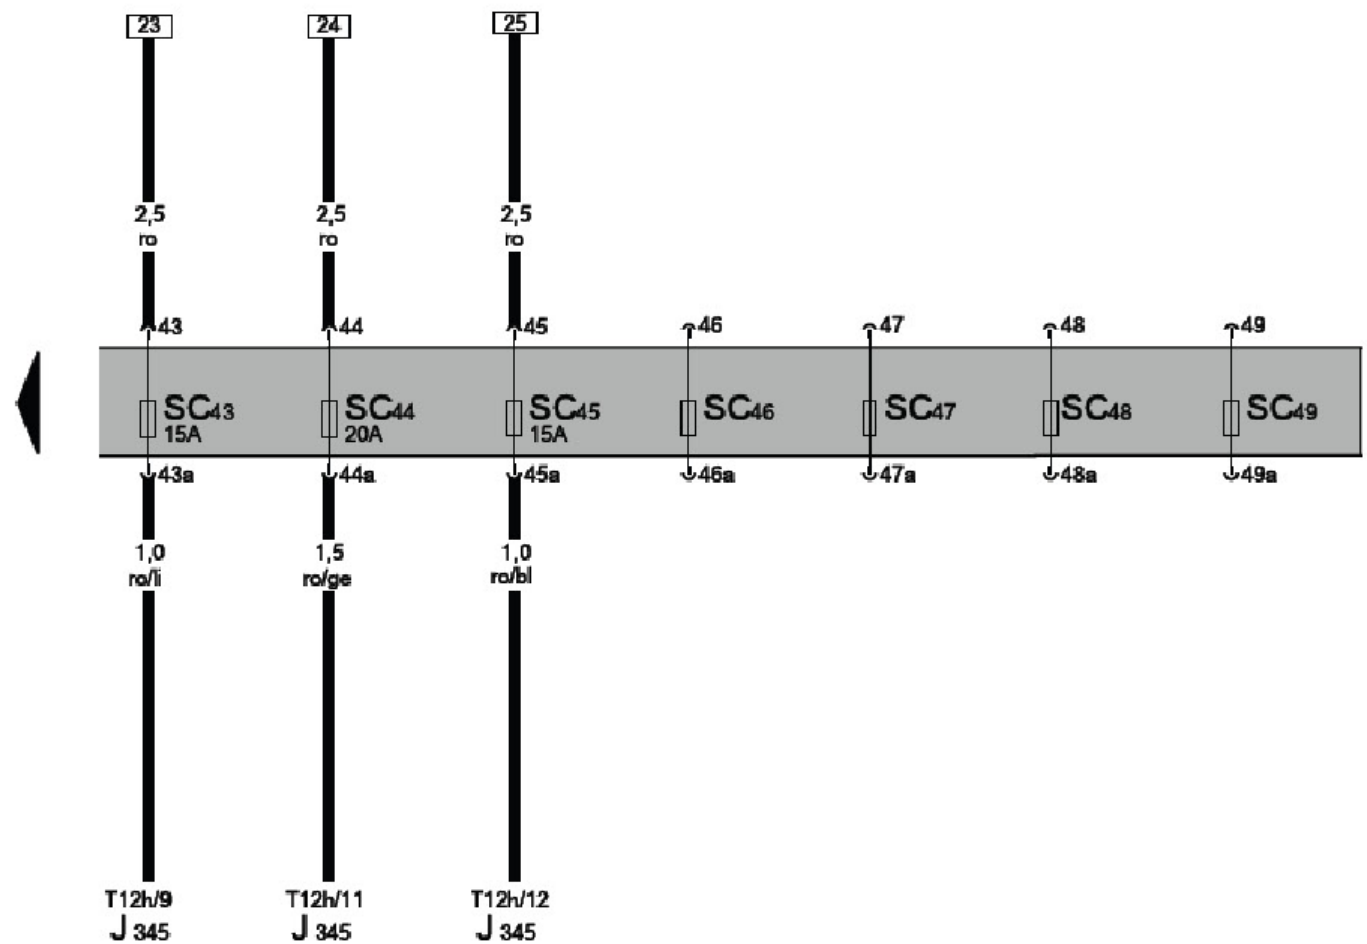 23 24 25
2,5 2,5 2,5
ro ro ro
43 44 45 46 47 48 49
SC43 SC44 SC45 SC46 SC47 SC48 SC49
15A 20A 15A
43a 44a 45a 46a 47a 48a 49a
1,0 1,5 1,0
ro/li ro/ge ro/bl
T12h/9 T12h/11 T12h/12
J 345 J 345 J 345